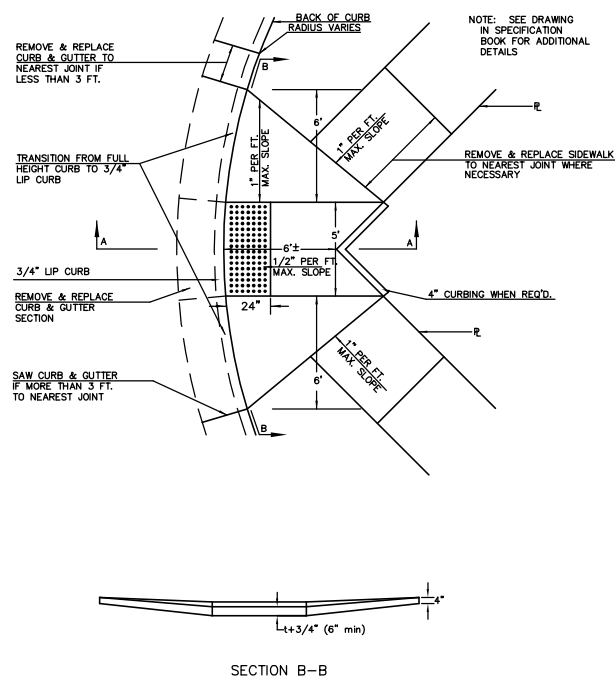 BACK OF CURB
RADIUS VARIES
NOTE: SEE DRAWING
IN SPECIFICATION
BOOK FOR ADDITIONAL
DETAILS
REMOVE & REPLACE
CURB & GUTTER TO
NEAREST JOINT IF
LESS THAN 3 FT.
B
6'
1" PER FT.
MAX. SLOPE
1" PER FT.
MAX. SLOPE
PL
TRANSITION FROM FULL
HEIGHT CURB TO 3/4"
LIP CURB
REMOVE & REPLACE SIDEWALK
TO NEAREST JOINT WHERE
NECESSARY
A
6'±
5'
A
3/4" LIP CURB
1/2" PER FT.
MAX. SLOPE
REMOVE & REPLACE
CURB & GUTTER
SECTION
24"
4" CURBING WHEN REQ'D.
PL
1" PER FT.
MAX. SLOPE
SAW CURB & GUTTER
IF MORE THAN 3 FT.
TO NEAREST JOINT
6'
B
4"
t+3/4" (6" min)
SECTION B-B